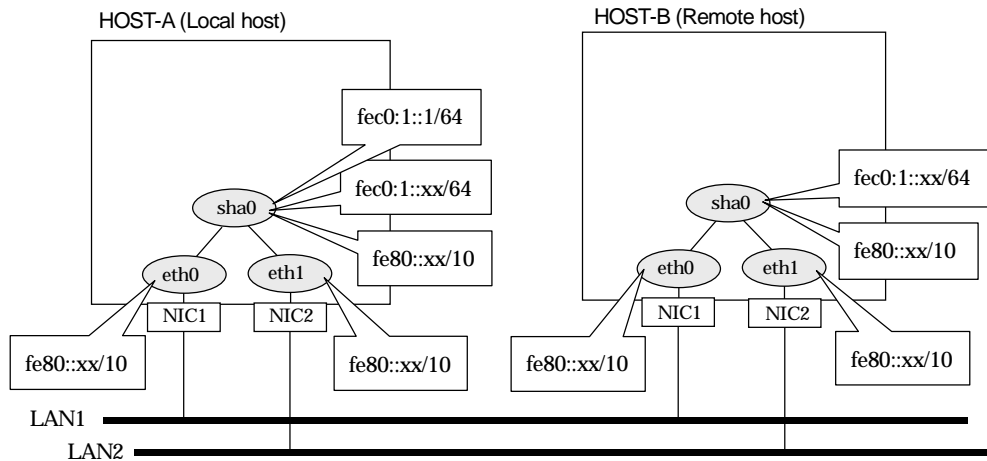 HOST-A (Local host)
HOST-B (Remote host)
fec0:1::1/64
fec0:1::xx/64
fec0:1::xx/64
sha0
sha0
fe80::xx/10
fe80::xx/10
eth0
eth1
eth0
eth1
NIC1
NIC2
NIC1
NIC2
fe80::xx/10
fe80::xx/10
fe80::xx/10
fe80::xx/10
LAN1
LAN2